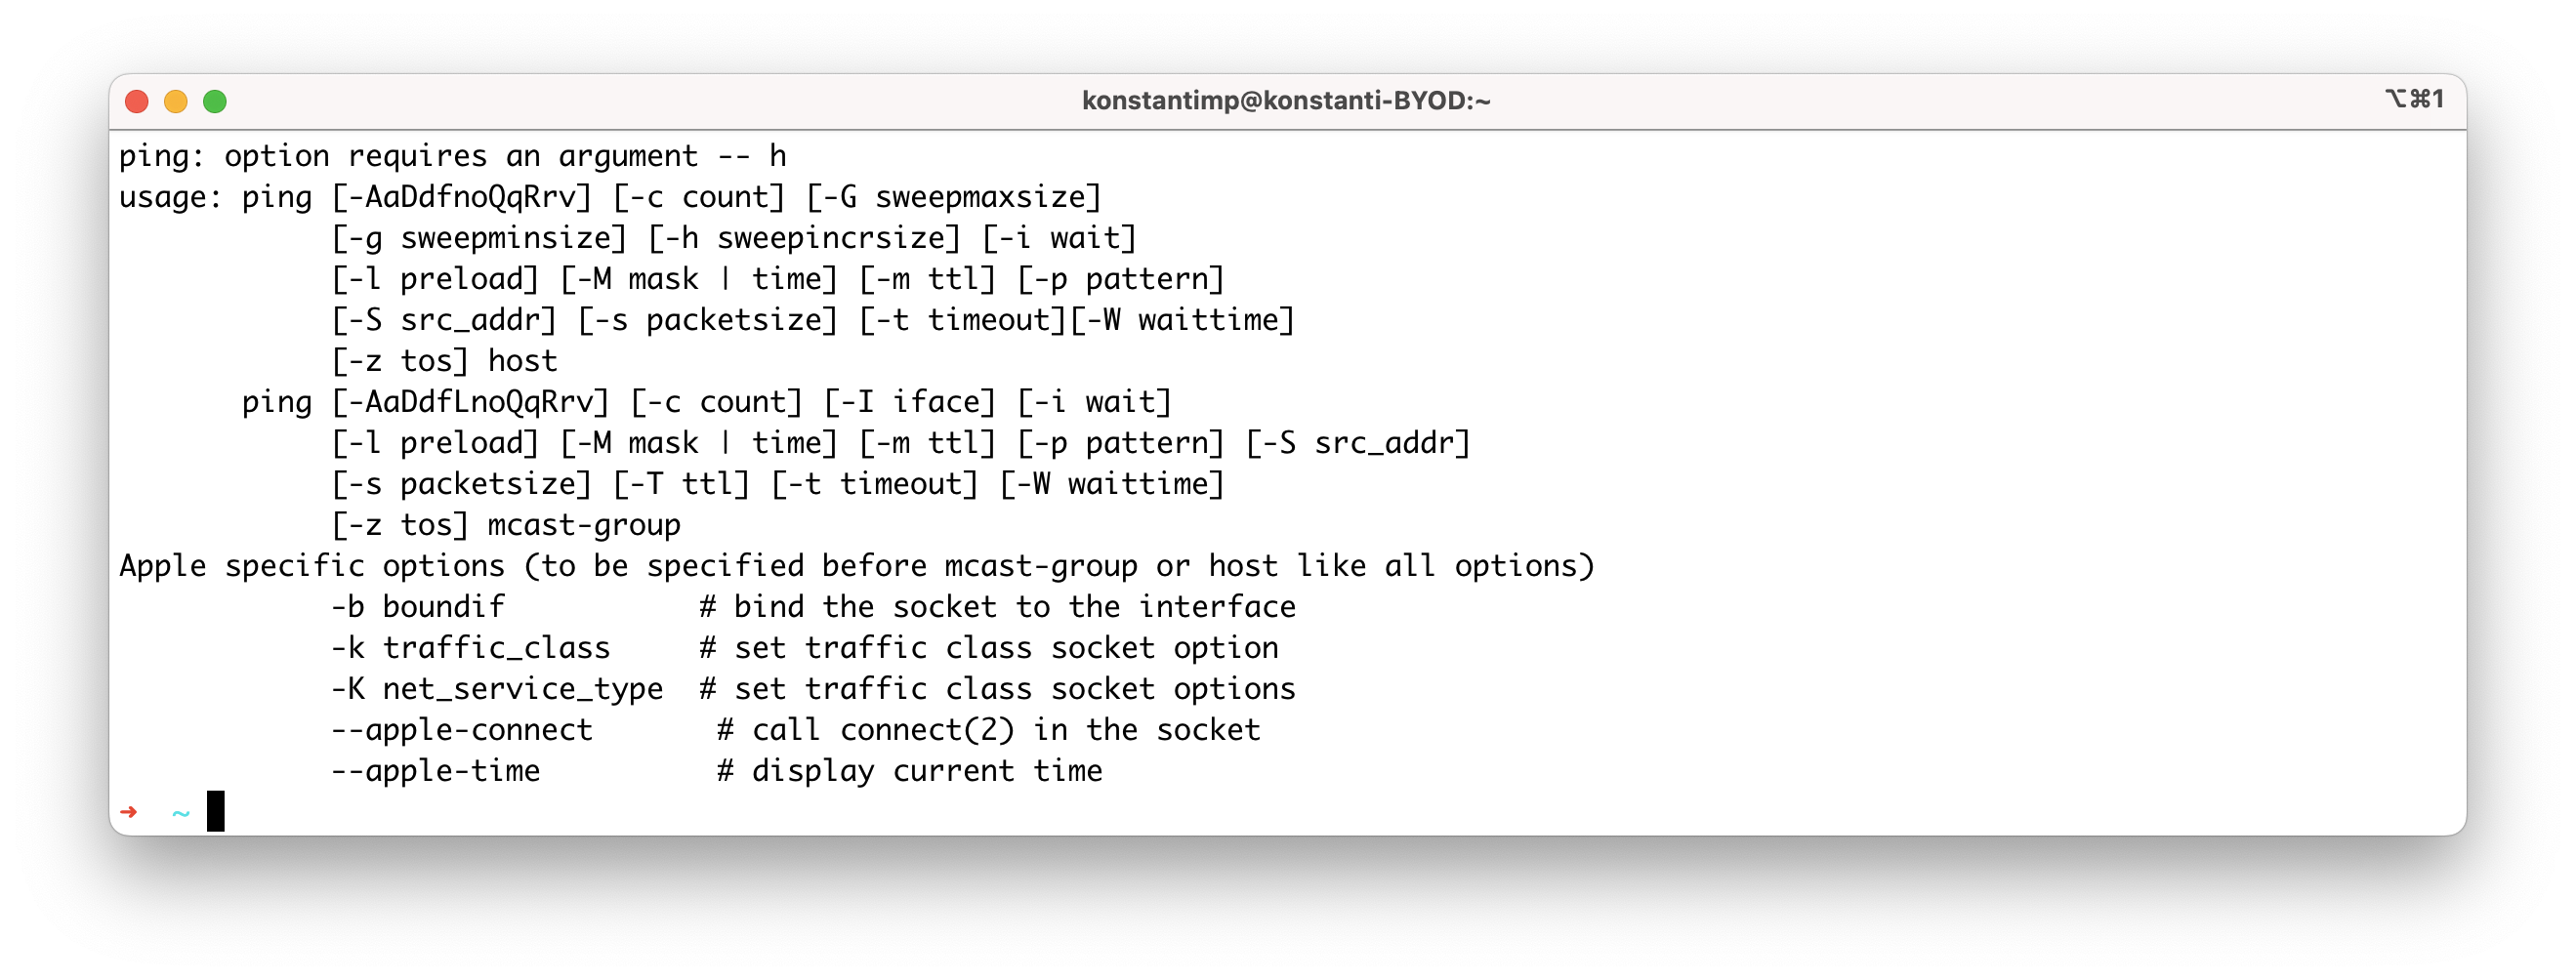 konstantimp@konstanti-BYOD:~ ⌥⌘1
ping: option requires an argument -- h
usage: ping [-AaDdfnoQqRrv] [-c count] [-G sweepmaxsize]
            [-g sweepminsize] [-h sweepincrsize] [-i wait]
            [-l preload] [-M mask | time] [-m ttl] [-p pattern]
            [-S src_addr] [-s packetsize] [-t timeout][-W waittime]
            [-z tos] host
       ping [-AaDdfLnoQqRrv] [-c count] [-I iface] [-i wait]
            [-l preload] [-M mask | time] [-m ttl] [-p pattern] [-S src_addr]
            [-s packetsize] [-T ttl] [-t timeout] [-W waittime]
            [-z tos] mcast-group
Apple specific options (to be specified before mcast-group or host like all options)
            -b boundif           # bind the socket to the interface
            -k traffic_class     # set traffic class socket option
            -K net_service_type  # set traffic class socket options
            --apple-connect       # call connect(2) in the socket
            --apple-time          # display current time
➜  ~